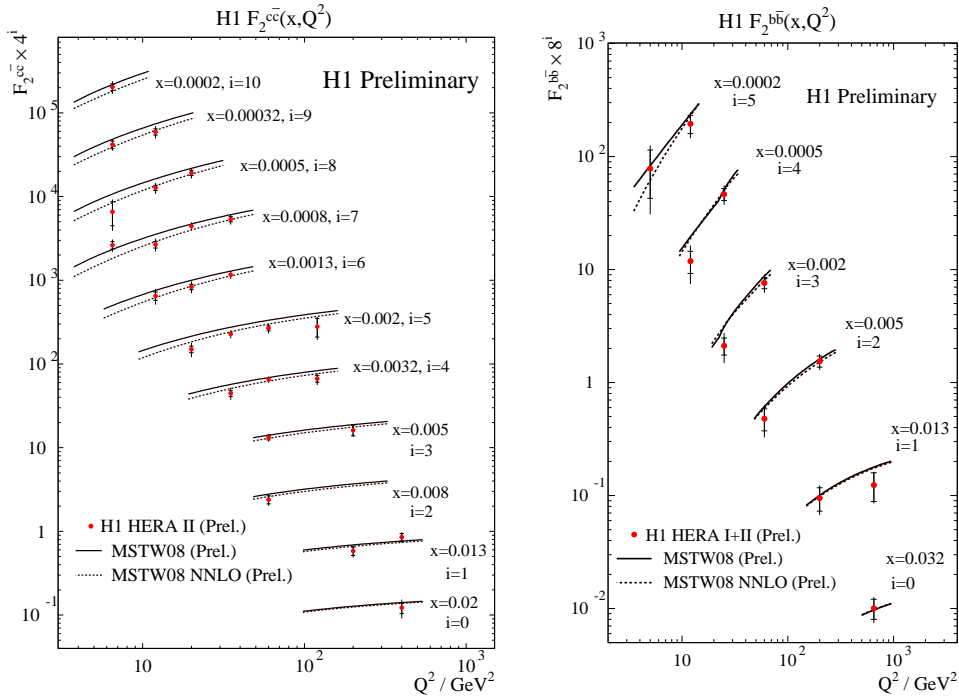 H1 F₂ᶜᶜ̅(x,Q²)
F₂ᶜᶜ̅ × 4ⁱ
H1 Preliminary
x=0.0002, i=10
x=0.00032, i=9
x=0.0005, i=8
x=0.0008, i=7
x=0.0013, i=6
x=0.002, i=5
x=0.0032, i=4
x=0.005
i=3
x=0.008
i=2
x=0.013
i=1
x=0.02
i=0
H1 HERA II (Prel.)
MSTW08 (Prel.)
MSTW08 NNLO (Prel.)
10⁵
10⁴
10³
10²
10
1
10⁻¹
10
10²
10³
Q² / GeV²
H1 F₂ᵇᵇ̅(x,Q²)
F₂ᵇᵇ̅ × 8ⁱ
H1 Preliminary
x=0.0002
i=5
x=0.0005
i=4
x=0.002
i=3
x=0.005
i=2
x=0.013
i=1
x=0.032
i=0
H1 HERA I+II (Prel.)
MSTW08 (Prel.)
MSTW08 NNLO (Prel.)
10³
10²
10
1
10⁻¹
10⁻²
10
10²
10³
Q² / GeV²